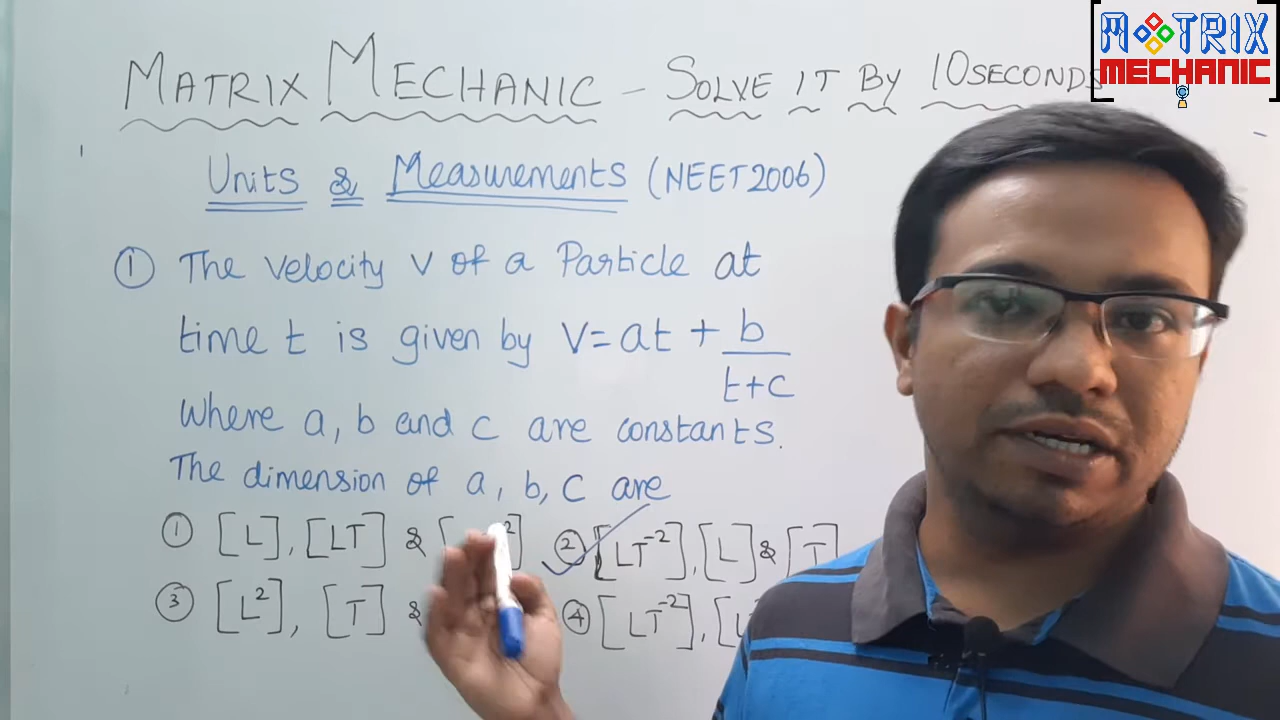 MATRIX MECHANIC - SOLVE IT BY 10SECONDS
MATRIX
MECHANIC
Units & Measurements (NEET2006)
① The velocity v of a Particle at
time t is given by V=at + b/(t+c)
Where a, b and c are constants.
The dimension of a, b, c are
① [L], [LT] & ② [LT⁻²], [L] & [T]
③ [L²], [T] & ④ [LT⁻²], [